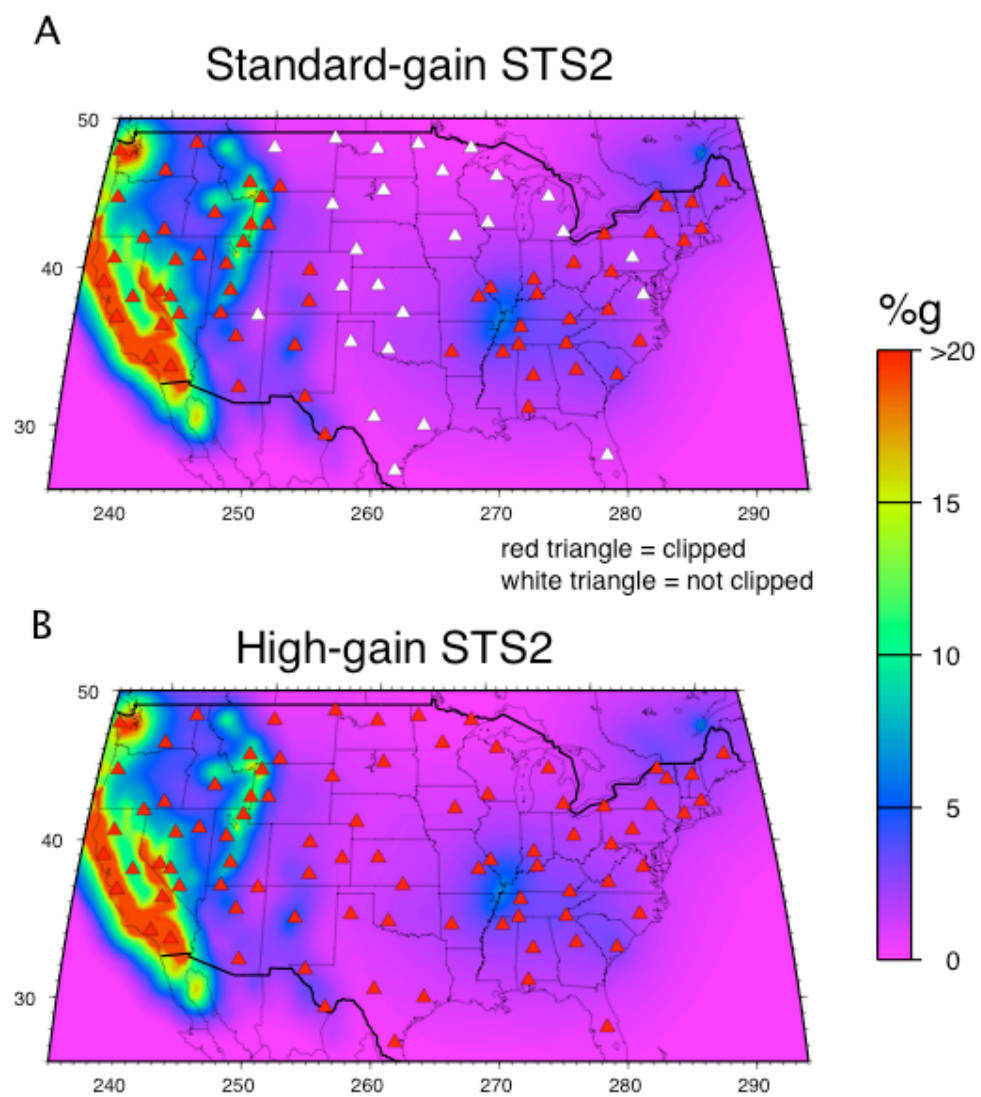 A
Standard-gain STS2
50
40
30
240 250 260 270 280 290
red triangle = clipped
white triangle = not clipped
%g
>20
15
10
5
0
B
High-gain STS2
50
40
30
240 250 260 270 280 290